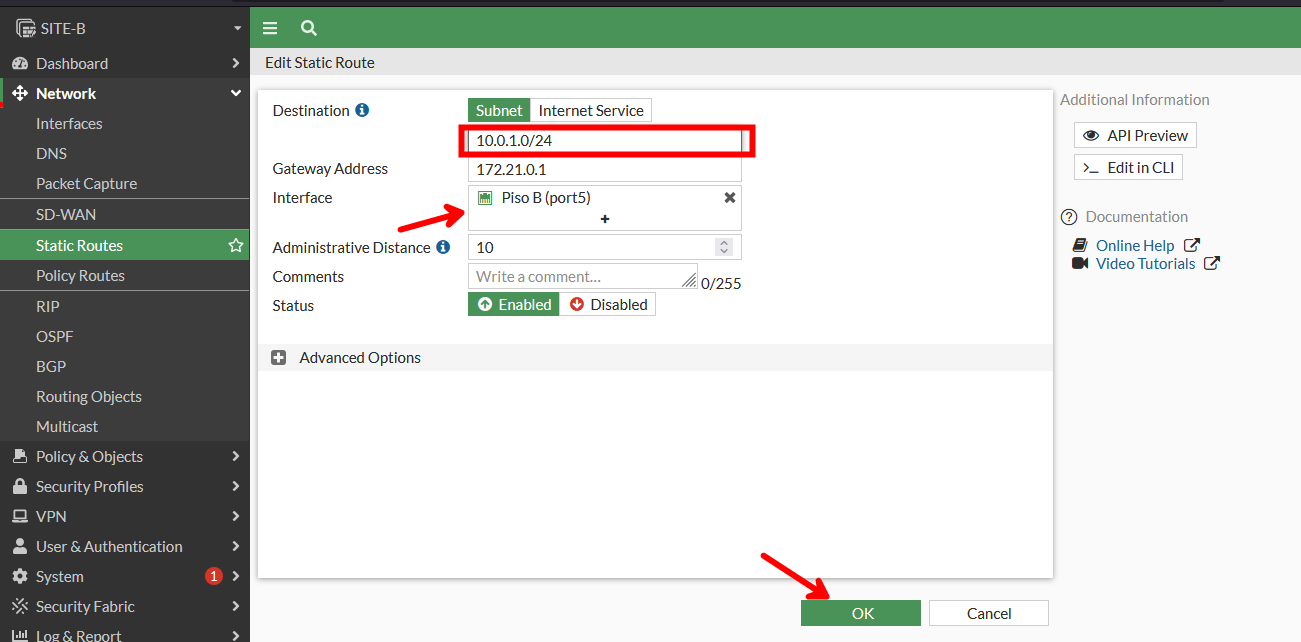 SITE-B
Dashboard
Network
Interfaces
DNS
Packet Capture
SD-WAN
Static Routes
Policy Routes
RIP
OSPF
BGP
Routing Objects
Multicast
Policy & Objects
Security Profiles
VPN
User & Authentication
System 1
Security Fabric
Log & Report
Edit Static Route
Destination Subnet Internet Service
10.0.1.0/24
Gateway Address 172.21.0.1
Interface Piso B (port5)
+
Administrative Distance 10
Comments Write a comment... 0/255
Status Enabled Disabled
Advanced Options
OK Cancel
Additional Information
API Preview
>_ Edit in CLI
Documentation
Online Help
Video Tutorials